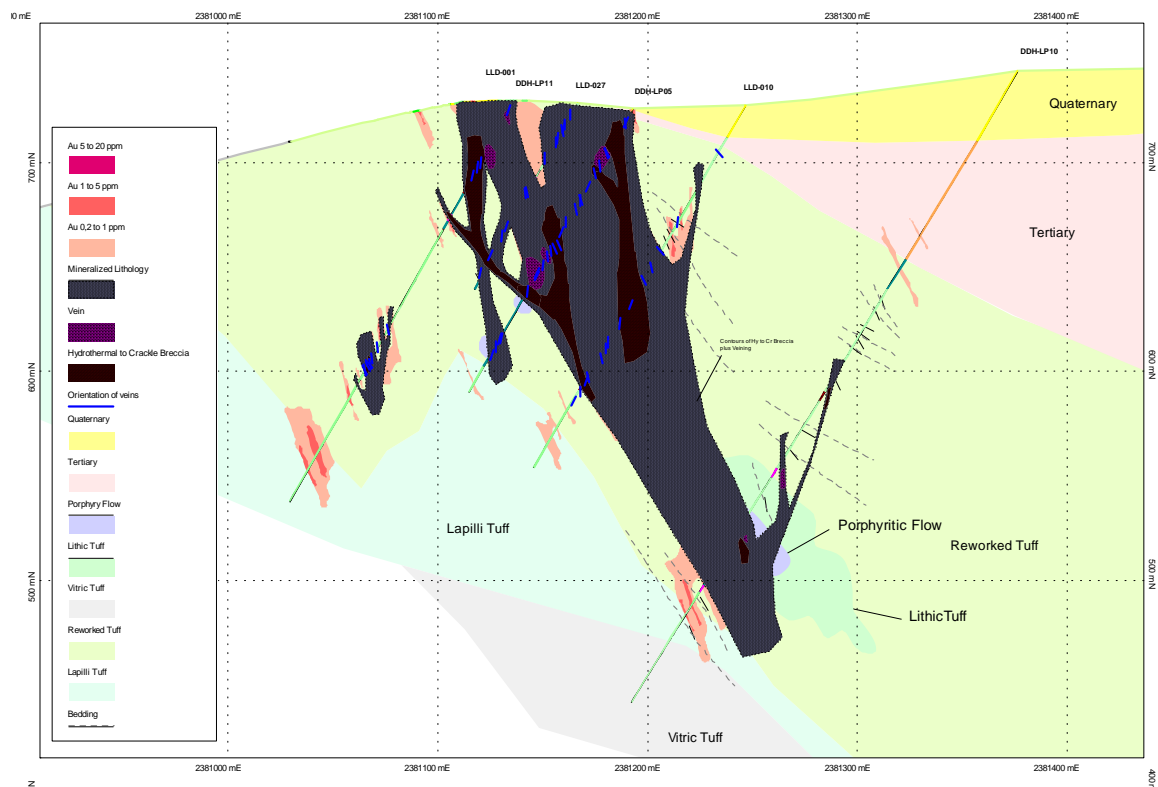 )0 mE
2381000 mE
2381100 mE
2381200 mE
2381300 mE
2381400 mE
DDH-LP10
LLD-001
DDH-LP11
LLD-027
DDH-LP05
LLD-010
Quaternary
Au 5 to 20 ppm
700 mN
700 mN
Au 1 to 5 ppm
Au 0,2 to 1 ppm
Tertiary
Mineralized Lithology
Vein
Contours of Hy to Cr Breccia
plus Veining
Hydrothermal to Crackle Breccia
600 mN
600 mN
Orientation of veins
Quaternary
Tertiary
Porphyry Flow
Lapilli Tuff
Porphyritic Flow
Reworked Tuff
Lithic Tuff
500 mN
500 mN
Vitric Tuff
LithicTuff
Reworked Tuff
Lapilli Tuff
Bedding
Vitric Tuff
2381000 mE
2381100 mE
2381200 mE
2381300 mE
2381400 mE
N
400